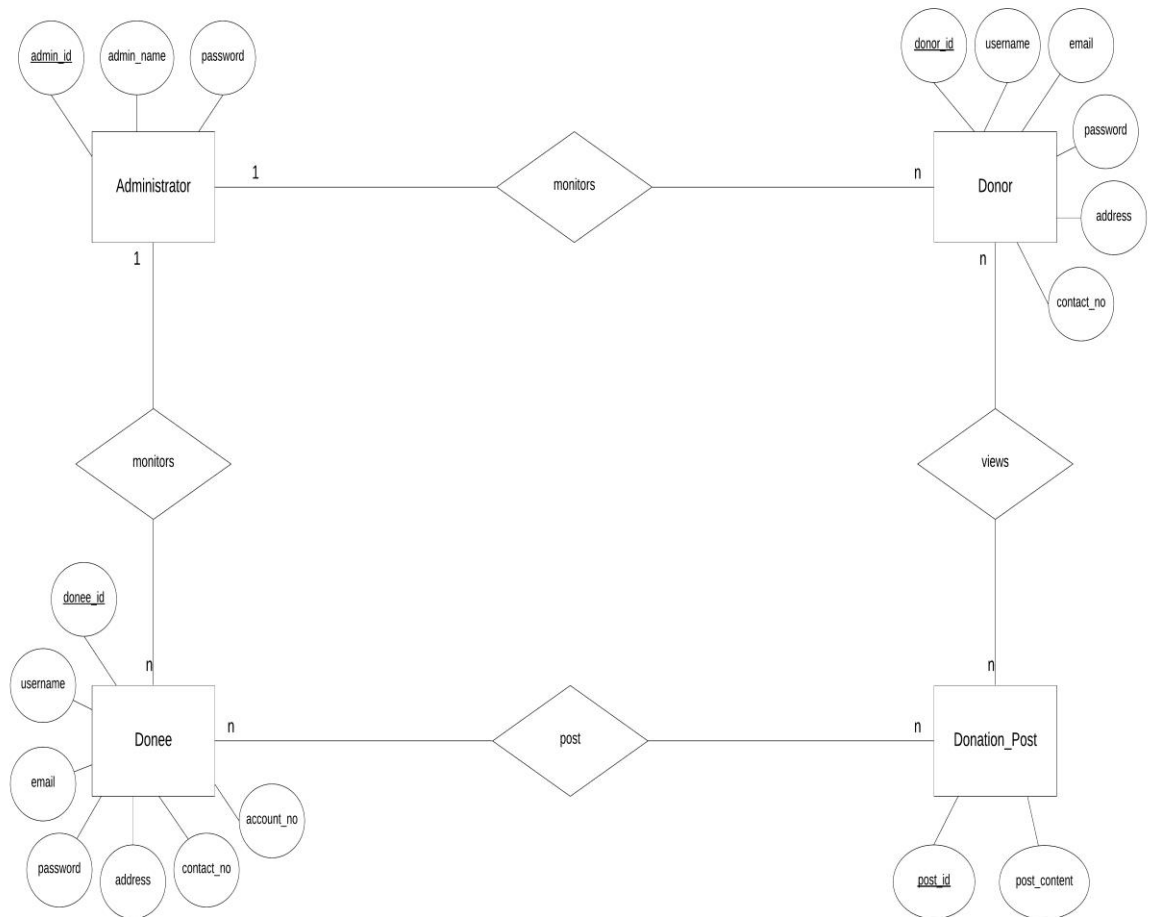 admin_id
admin_name
password
donor_id
username
email
password
address
contact_no
Administrator
1
monitors
n
Donor
1
n
monitors
views
donee_id
username
email
password
address
contact_no
account_no
n
n
Donee
n
post
n
Donation_Post
post_id
post_content